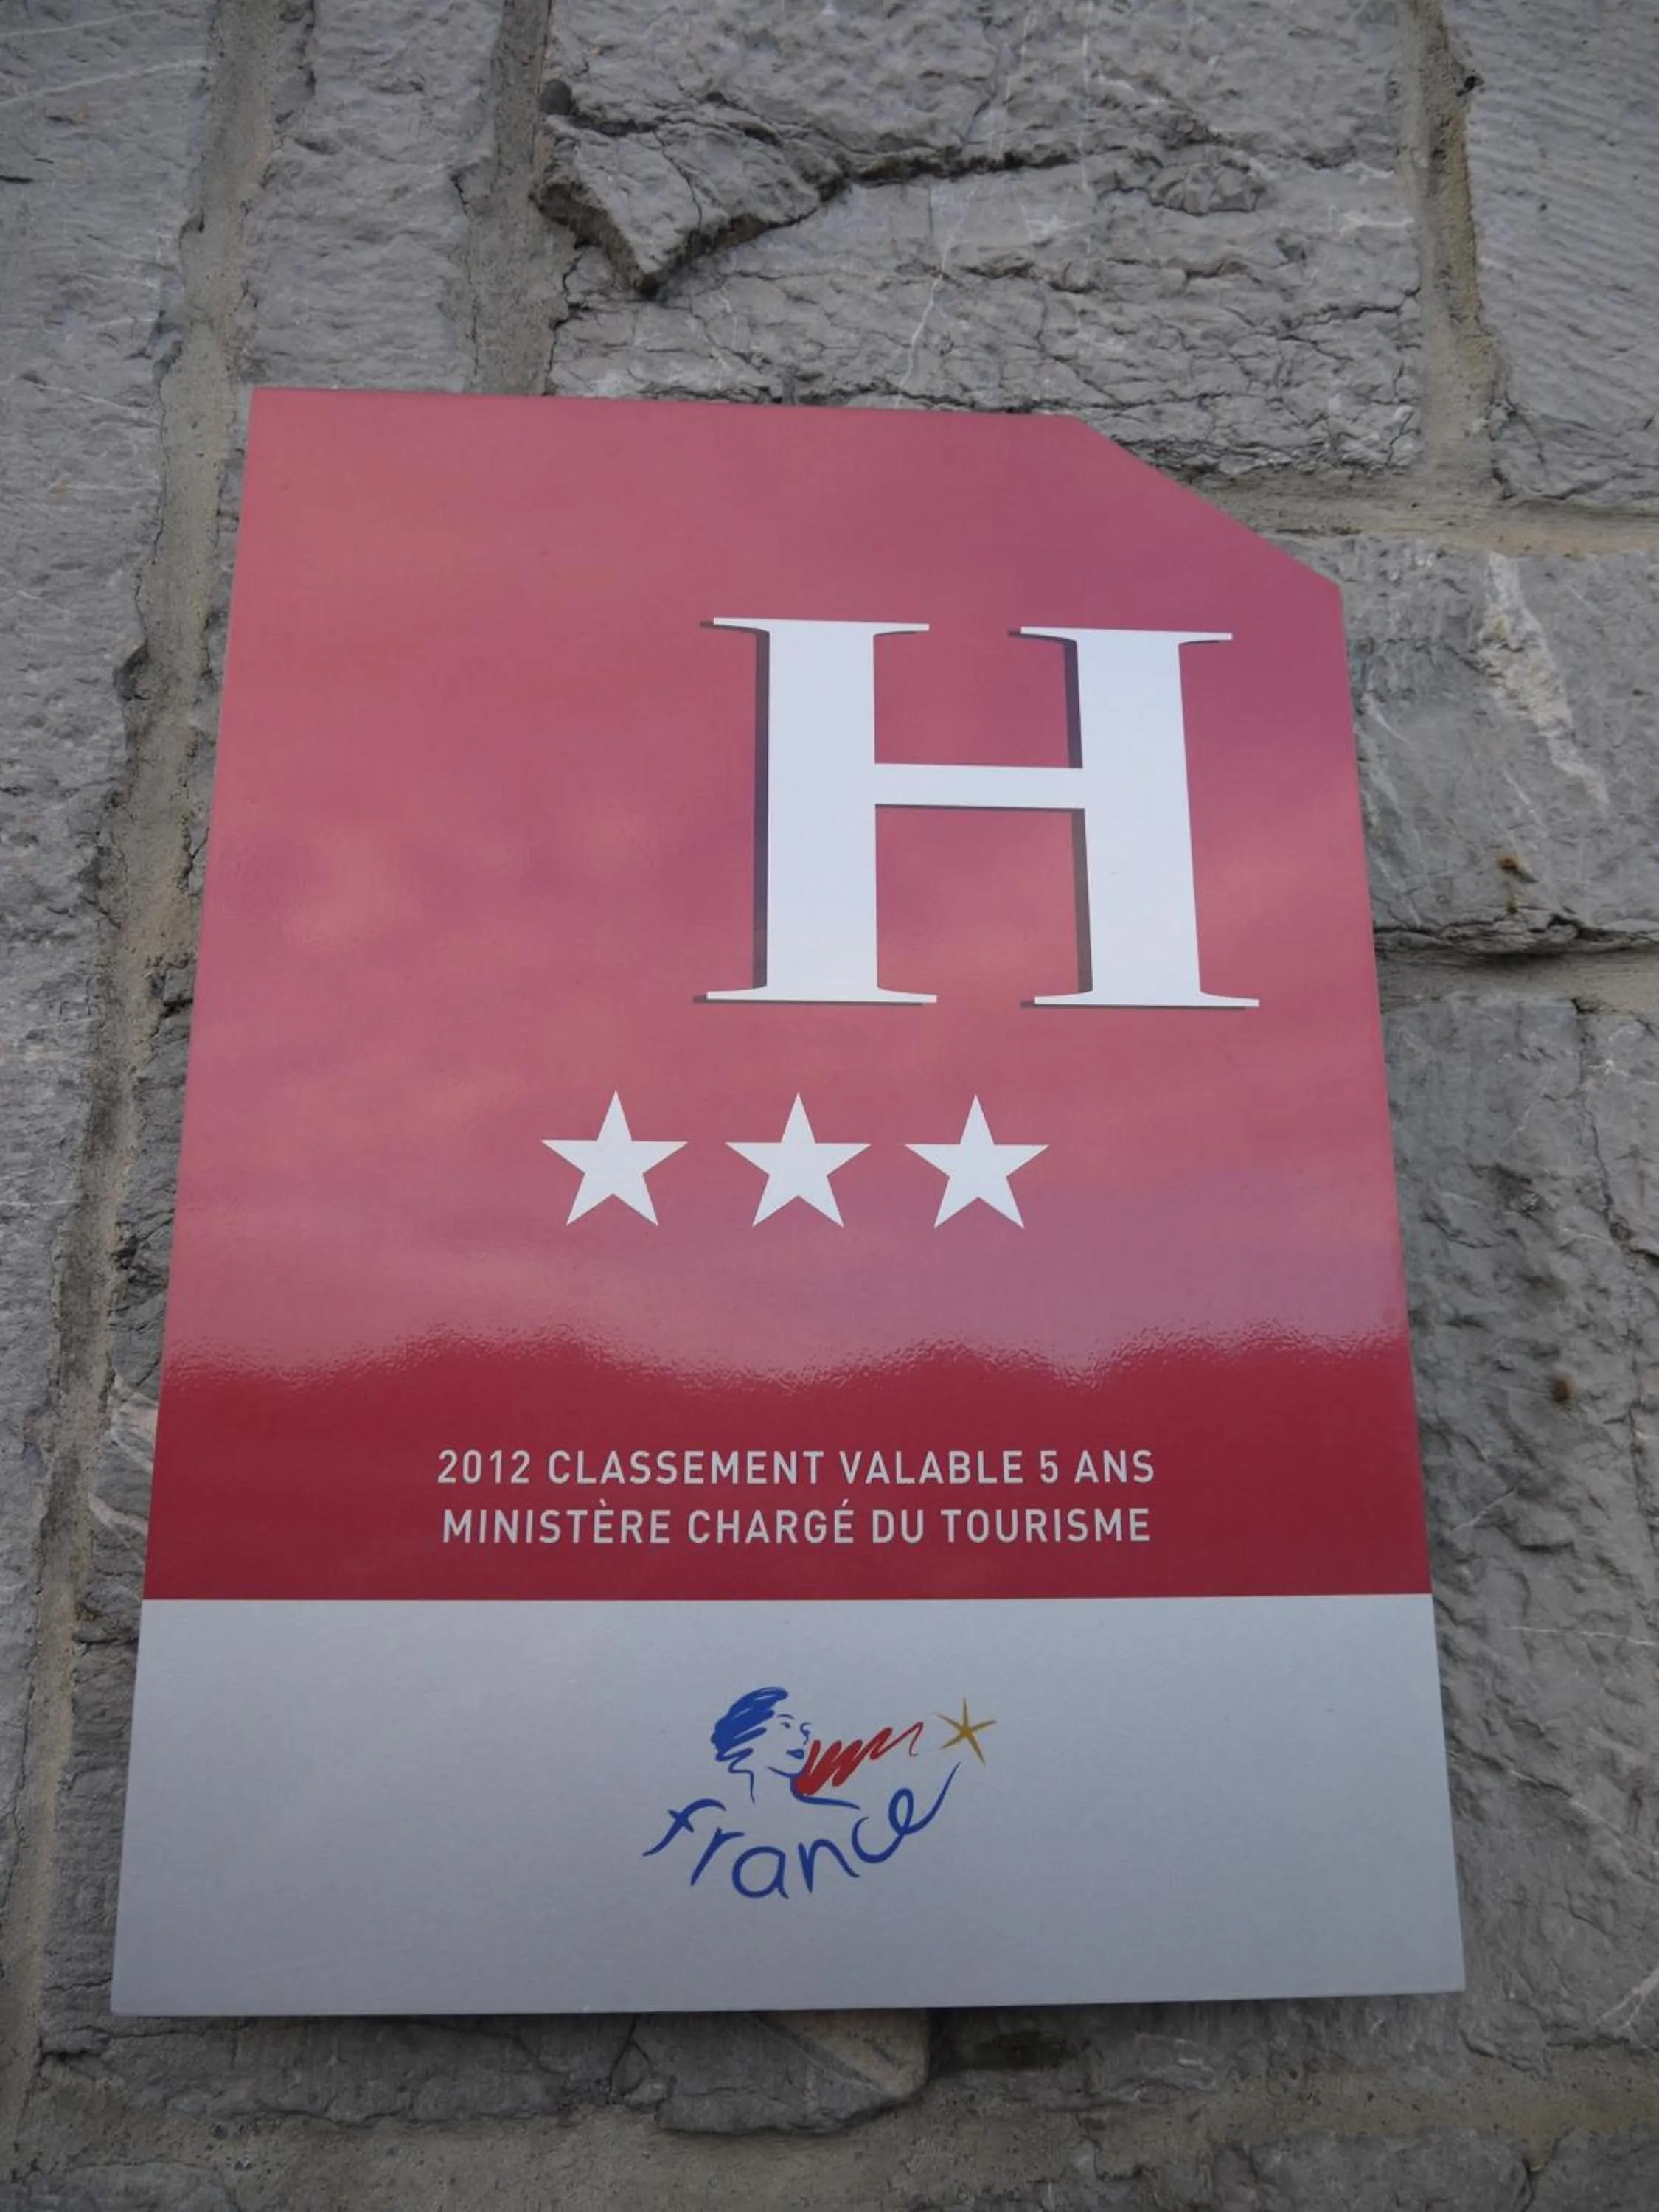 H
2012 CLASSEMENT VALABLE 5 ANS
MINISTÈRE CHARGÉ DU TOURISME
france